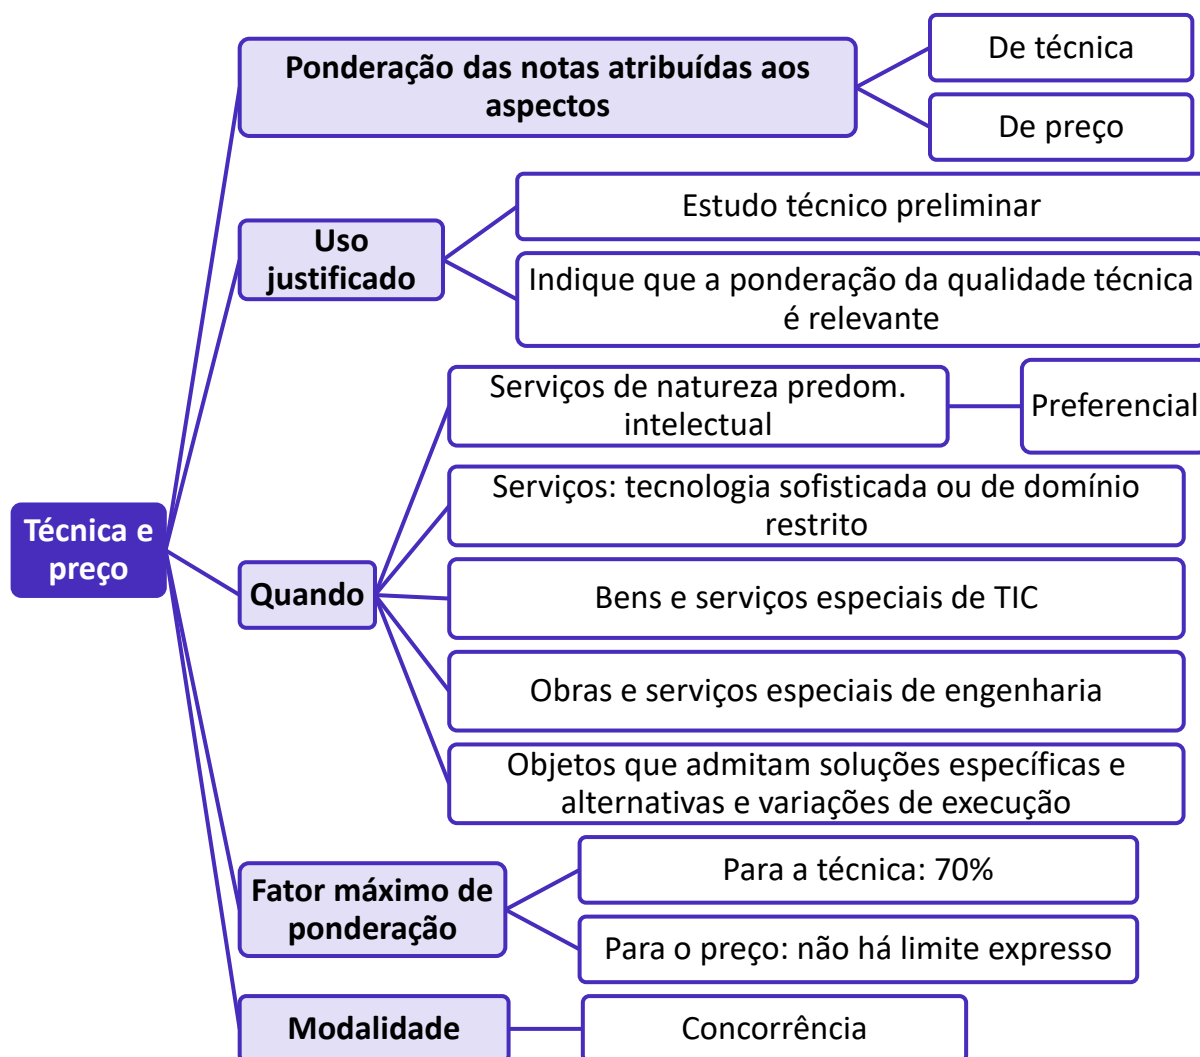 Técnica e
preço
Ponderação das notas atribuídas aos
aspectos
De técnica
De preço
Uso
justificado
Estudo técnico preliminar
Indique que a ponderação da qualidade técnica
é relevante
Quando
Serviços de natureza predom.
intelectual
Preferencial
Serviços: tecnologia sofisticada ou de domínio
restrito
Bens e serviços especiais de TIC
Obras e serviços especiais de engenharia
Objetos que admitam soluções específicas e
alternativas e variações de execução
Fator máximo de
ponderação
Para a técnica: 70%
Para o preço: não há limite expresso
Modalidade
Concorrência